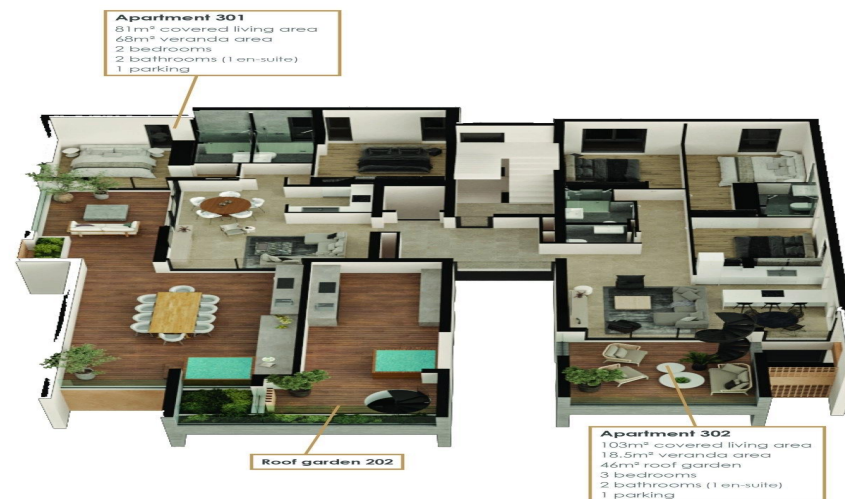 Apartment 301
81m² covered living area
68m² veranda area
2 bedrooms
2 bathrooms (1 en-suite)
1 parking
Roof garden 202
Apartment 302
103m² covered living area
18.5m² veranda area
46m² roof garden
3 bedrooms
2 bathrooms (1 en-suite)
1 parking